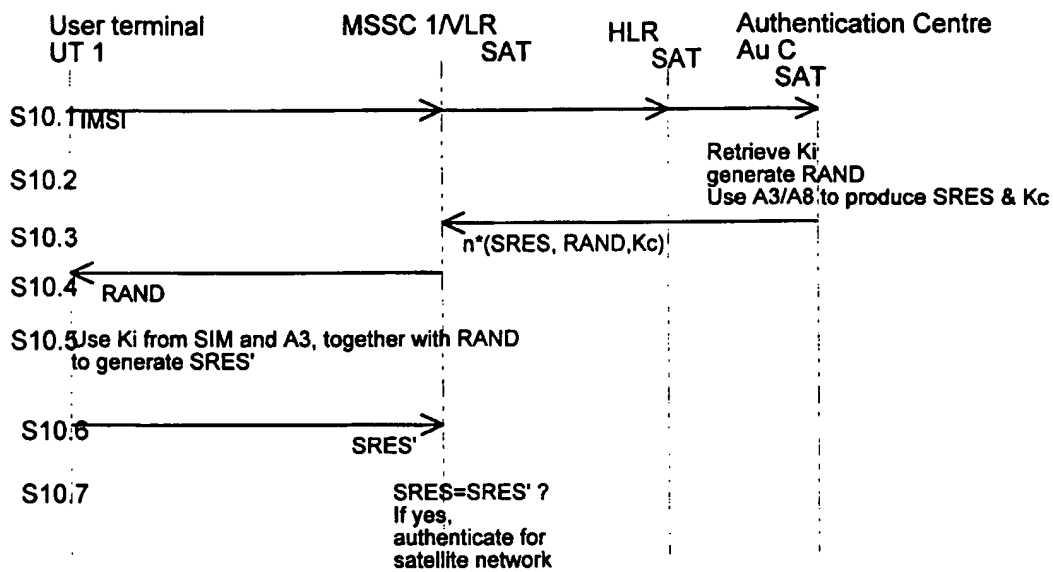 User terminal
UT 1
MSSC 1/VLR
SAT
HLR
SAT
Authentication Centre
Au C
SAT
S10.1 IMSI
S10.2
Retrieve Ki
generate RAND
Use A3/A8 to produce SRES & Kc
S10.3
n*(SRES, RAND,Kc)
S10.4
RAND
S10.5 Use Ki from SIM and A3, together with RAND
to generate SRES'
S10.6
SRES'
S10.7
SRES=SRES' ?
If yes,
authenticate for
satellite network